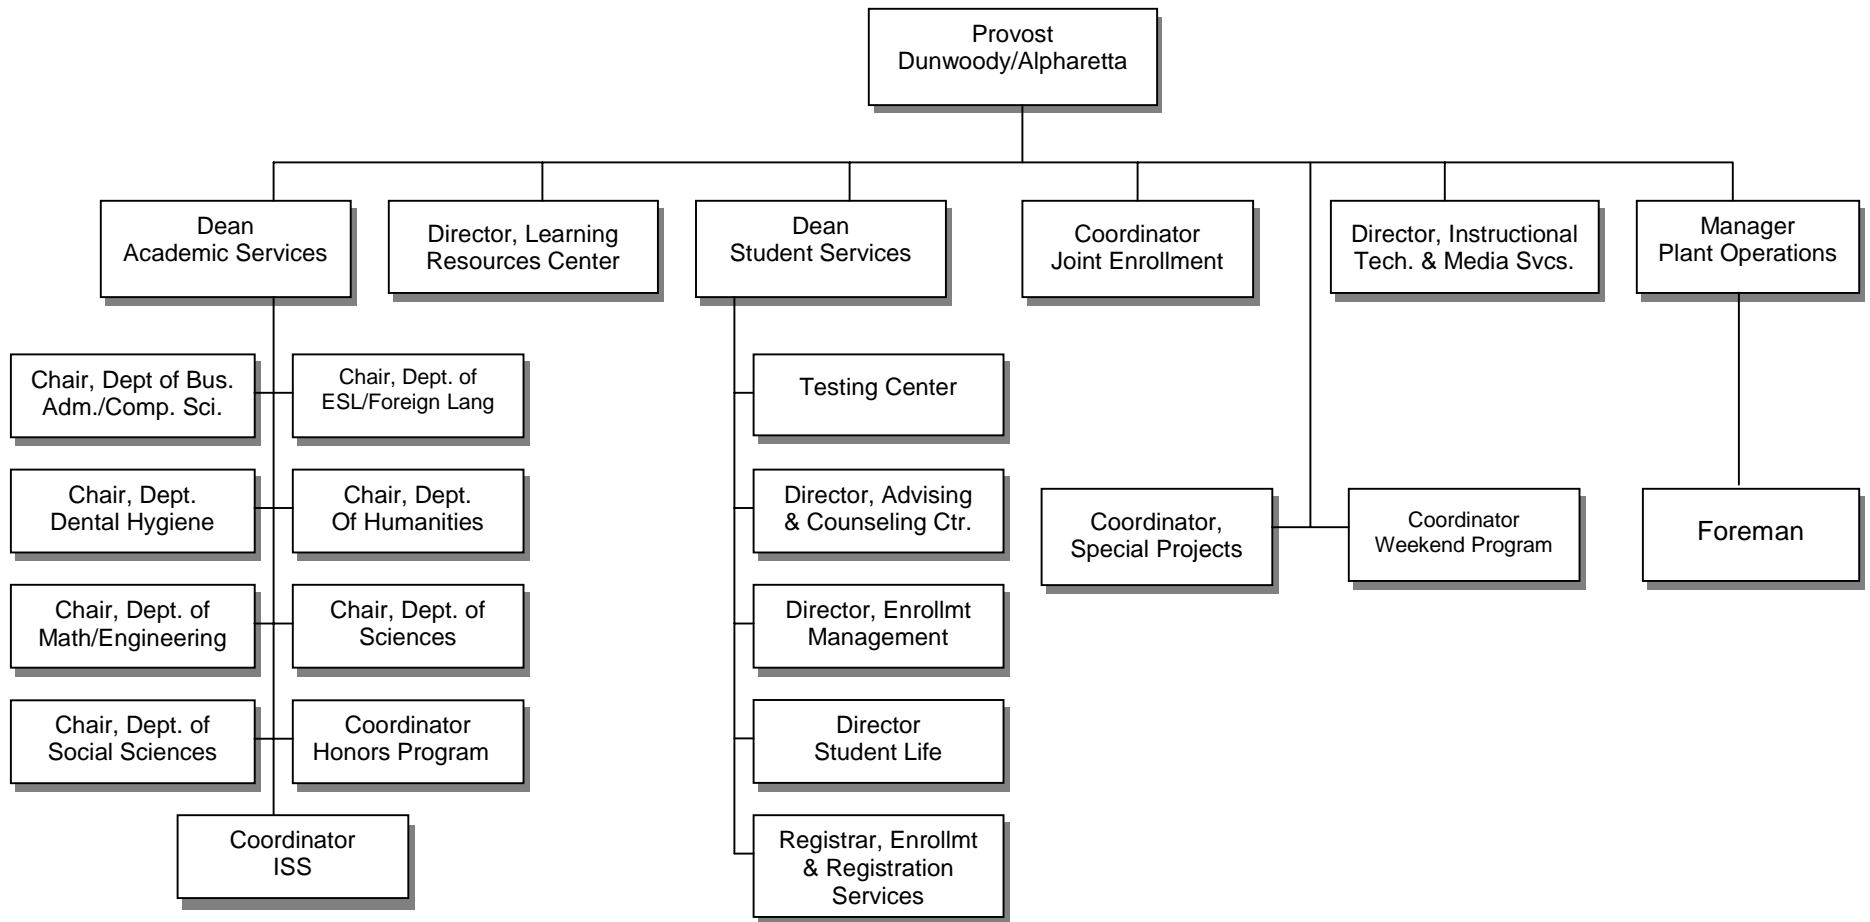 Provost
Dunwoody/Alpharetta
Dean
Academic Services
Director, Learning
Resources Center
Dean
Student Services
Coordinator
Joint Enrollment
Director, Instructional
Tech. & Media Svcs.
Manager
Plant Operations
Chair, Dept of Bus.
Adm./Comp. Sci.
Chair, Dept. of
ESL/Foreign Lang
Testing Center
Chair, Dept.
Dental Hygiene
Chair, Dept.
Of Humanities
Director, Advising
& Counseling Ctr.
Coordinator,
Special Projects
Coordinator
Weekend Program
Foreman
Chair, Dept. of
Math/Engineering
Chair, Dept. of
Sciences
Director, Enrollmt
Management
Chair, Dept. of
Social Sciences
Coordinator
Honors Program
Director
Student Life
Coordinator
ISS
Registrar, Enrollmt
& Registration
Services